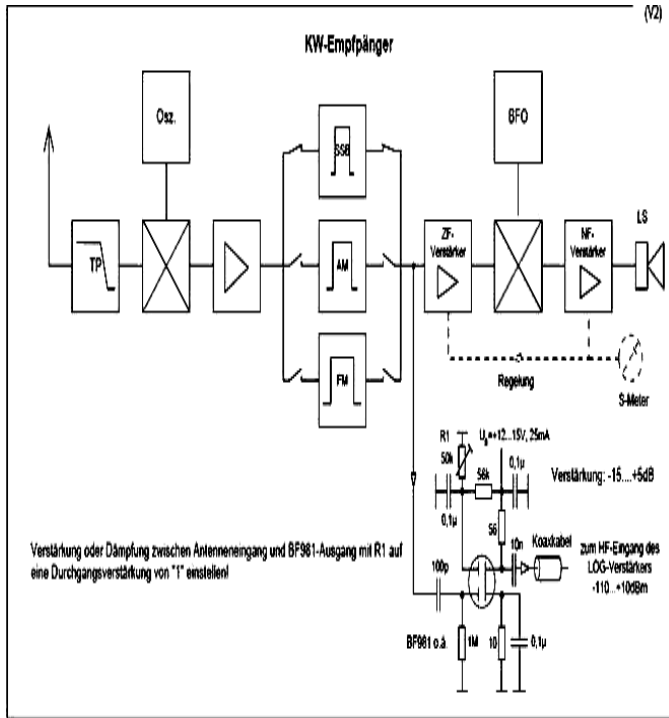 (V2)
KW-Empfpänger
Osz.
BFO
SSB
TP
AM
FM
ZF-
Verstärker
NF-
Verstärker
LS
Regelung
S-Meter
R1
50k
U_B=+12...15V, 25mA
56k
0,1µ
0,1µ
Verstärkung: -15....+5dB
56
10n
Koaxkabel
zum HF-Eingang des
LOG-Verstärkers
-110...+10dBm
Verstärkung oder Dämpfung zwischen Antenneneingang und BF981-Ausgang mit R1 auf
eine Durchgangsverstärkung von "1" einstellen!
100p
BF981 o.ä.
1M
10
0,1µ